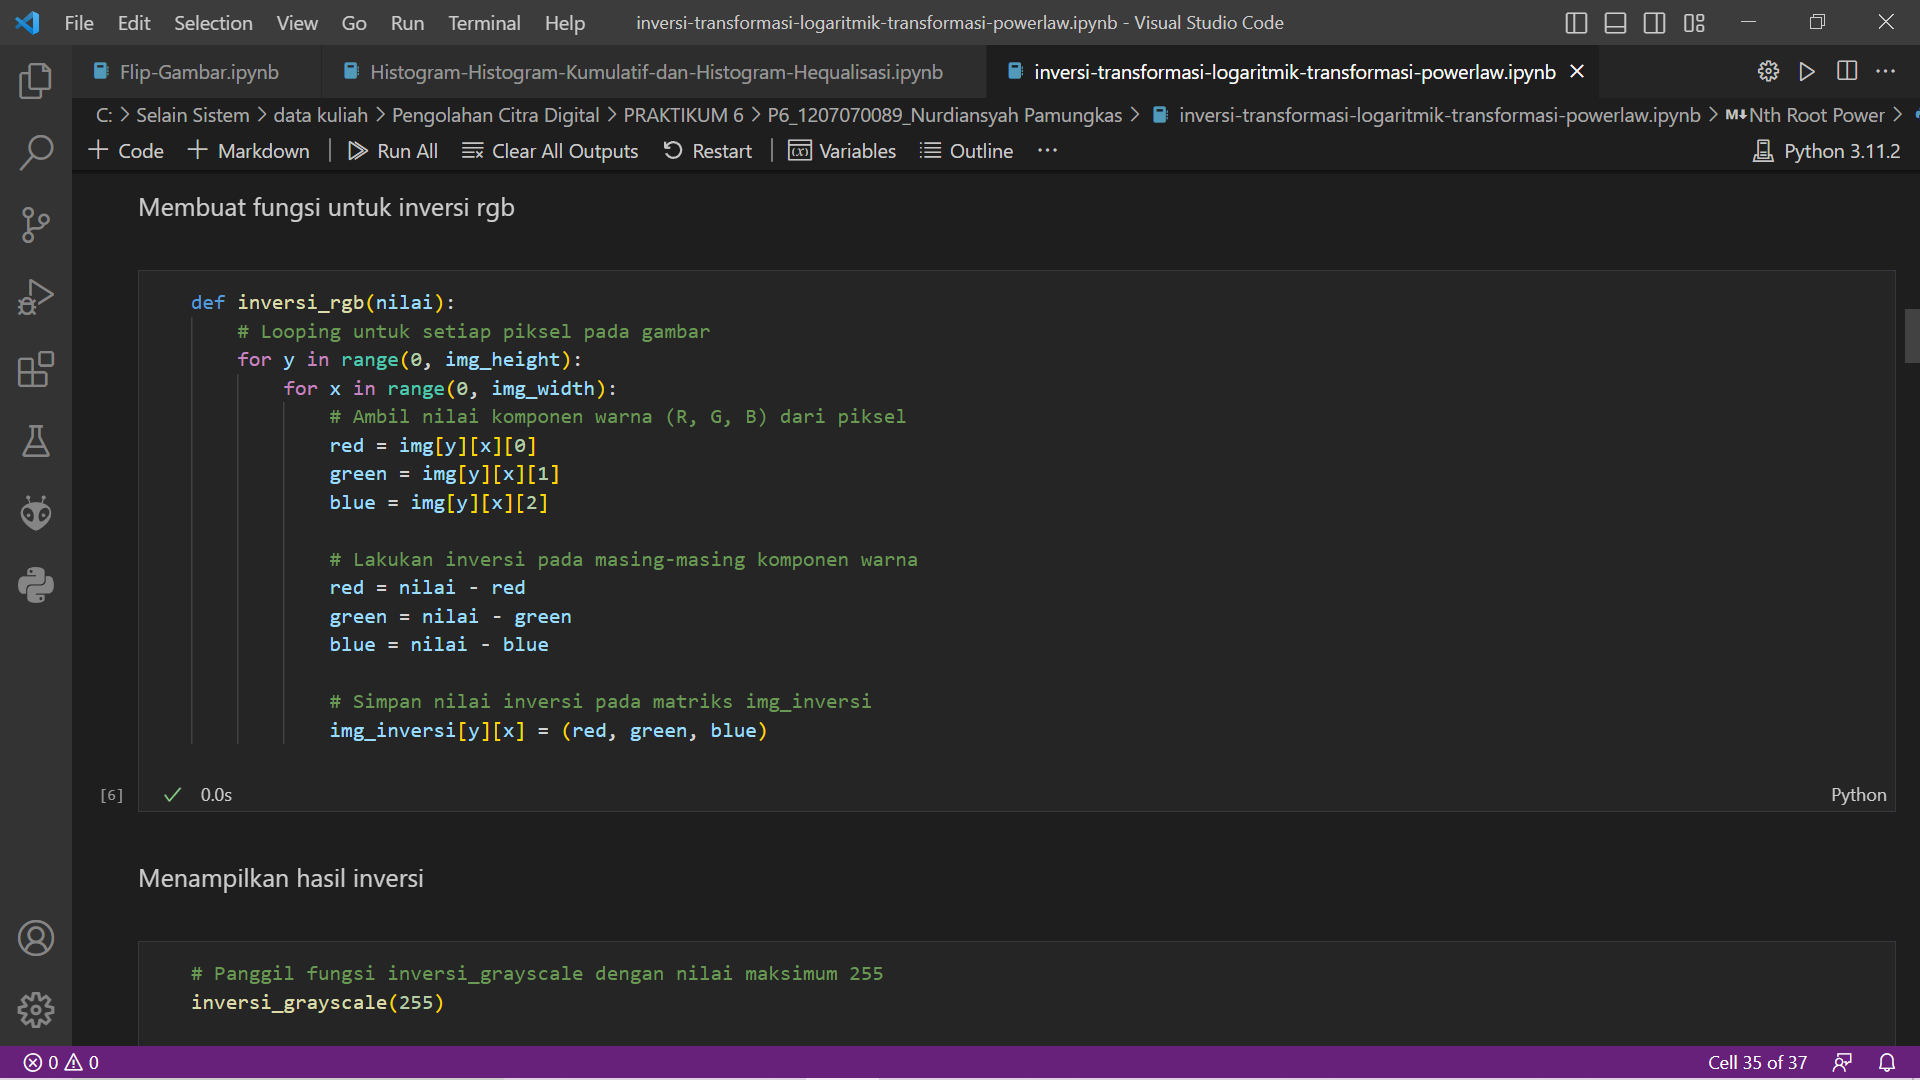 File Edit Selection View Go Run Terminal Help inversi-transformasi-logaritmik-transformasi-powerlaw.ipynb - Visual Studio Code
Flip-Gambar.ipynb Histogram-Histogram-Kumulatif-dan-Histogram-Hequalisasi.ipynb inversi-transformasi-logaritmik-transformasi-powerlaw.ipynb
C: > Selain Sistem > data kuliah > Pengolahan Citra Digital > PRAKTIKUM 6 > P6_1207070089_Nurdiansyah Pamungkas > inversi-transformasi-logaritmik-transformasi-powerlaw.ipynb > M↓Nth Root Power >
+ Code + Markdown | Run All Clear All Outputs Restart | Variables Outline ... Python 3.11.2
Membuat fungsi untuk inversi rgb
def inversi_rgb(nilai):
    # Looping untuk setiap piksel pada gambar
    for y in range(0, img_height):
        for x in range(0, img_width):
            # Ambil nilai komponen warna (R, G, B) dari piksel
            red = img[y][x][0]
            green = img[y][x][1]
            blue = img[y][x][2]
            # Lakukan inversi pada masing-masing komponen warna
            red = nilai - red
            green = nilai - green
            blue = nilai - blue
            # Simpan nilai inversi pada matriks img_inversi
            img_inversi[y][x] = (red, green, blue)
[6] 0.0s Python
Menampilkan hasil inversi
# Panggil fungsi inversi_grayscale dengan nilai maksimum 255
inversi_grayscale(255)
0 0 Cell 35 of 37